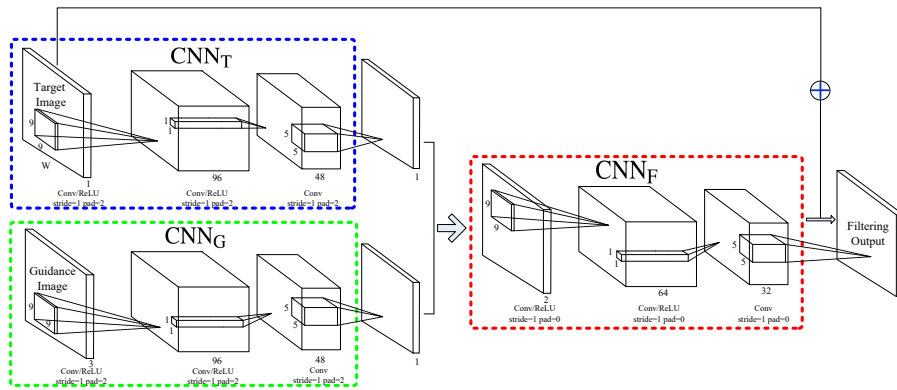 CNNT
Target
Image
9
9
W
1
Conv/ReLU
stride=1 pad=2
1
1
96
Conv/ReLU
stride=1 pad=2
5
5
48
Conv
stride=1 pad=2
1
CNNG
Guidance
Image
9
9
3
Conv/ReLU
stride=1 pad=2
1
1
96
Conv/ReLU
stride=1 pad=2
5
5
48
Conv
stride=1 pad=2
1
CNNF
9
9
2
Conv/ReLU
stride=1 pad=0
1
1
64
Conv/ReLU
stride=1 pad=0
5
5
32
Conv
stride=1 pad=0
Filtering
Output